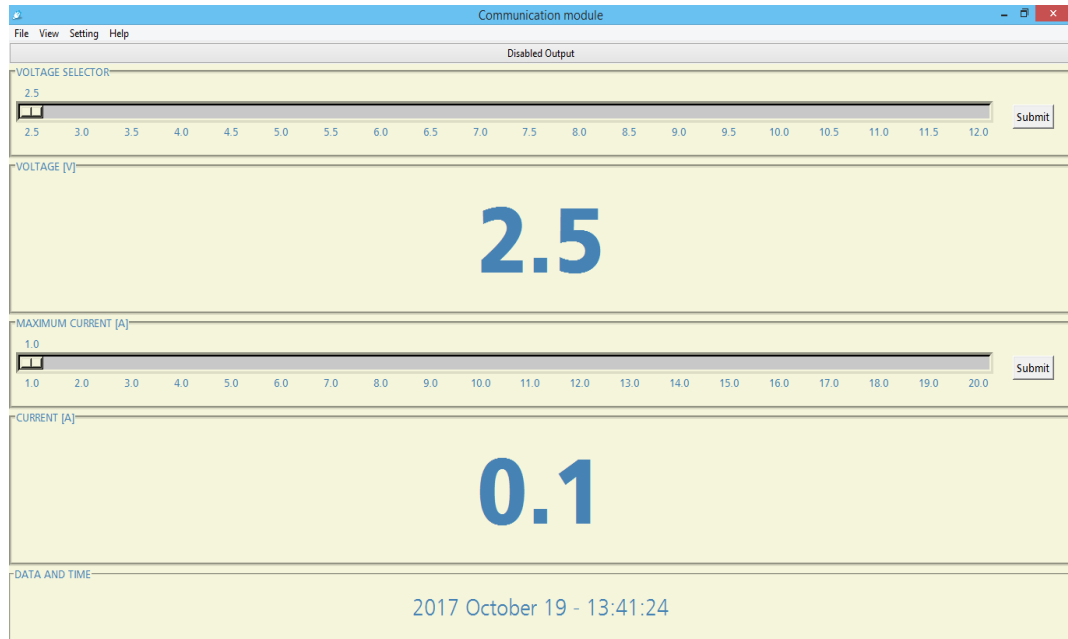 Communication module
File View Setting Help
Disabled Output
VOLTAGE SELECTOR
2.5
2.5 3.0 3.5 4.0 4.5 5.0 5.5 6.0 6.5 7.0 7.5 8.0 8.5 9.0 9.5 10.0 10.5 11.0 11.5 12.0
Submit
VOLTAGE [V]
2.5
MAXIMUM CURRENT [A]
1.0
1.0 2.0 3.0 4.0 5.0 6.0 7.0 8.0 9.0 10.0 11.0 12.0 13.0 14.0 15.0 16.0 17.0 18.0 19.0 20.0
Submit
CURRENT [A]
0.1
DATA AND TIME
2017 October 19 - 13:41:24